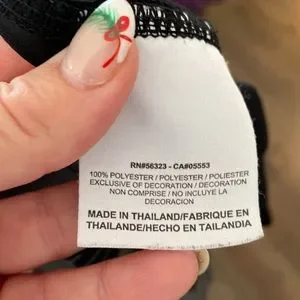 RN#56323 - CA#05553
100% POLYESTER / POLYESTER / POLIESTER
EXCLUSIVE OF DECORATION / DECORATION
NON COMPRISE / NO INCLUYE LA
DECORACIÓN
MADE IN THAILAND/FABRIQUE EN
THAILANDE/HECHO EN TAILANDIA